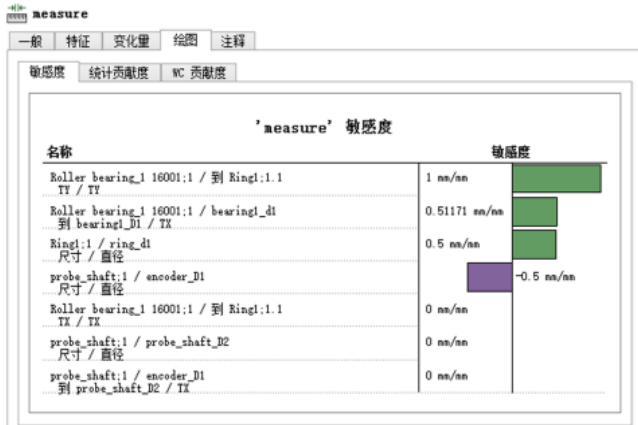 measure
一般 特征 变化量 绘图 注释
敏感度 统计贡献度 WC 贡献度
'measure' 敏感度
名称 敏感度
Roller bearing_1 16001;1 / 到 Ring1;1.1 1 mm/mm
TY / TY
Roller bearing_1 16001;1 / bearing1_d1 0.51171 mm/mm
到 bearing1_D1 / TX
Ring1;1 / ring_d1 0.5 mm/mm
尺寸 / 直径
probe_shaft;1 / encoder_D1 -0.5 mm/mm
尺寸 / 直径
Roller bearing_1 16001;1 / 到 Ring1;1.1 0 mm/mm
TX / TX
probe_shaft;1 / probe_shaft_D2 0 mm/mm
尺寸 / 直径
probe_shaft;1 / encoder_D1 0 mm/mm
到 probe_shaft_D2 / TX